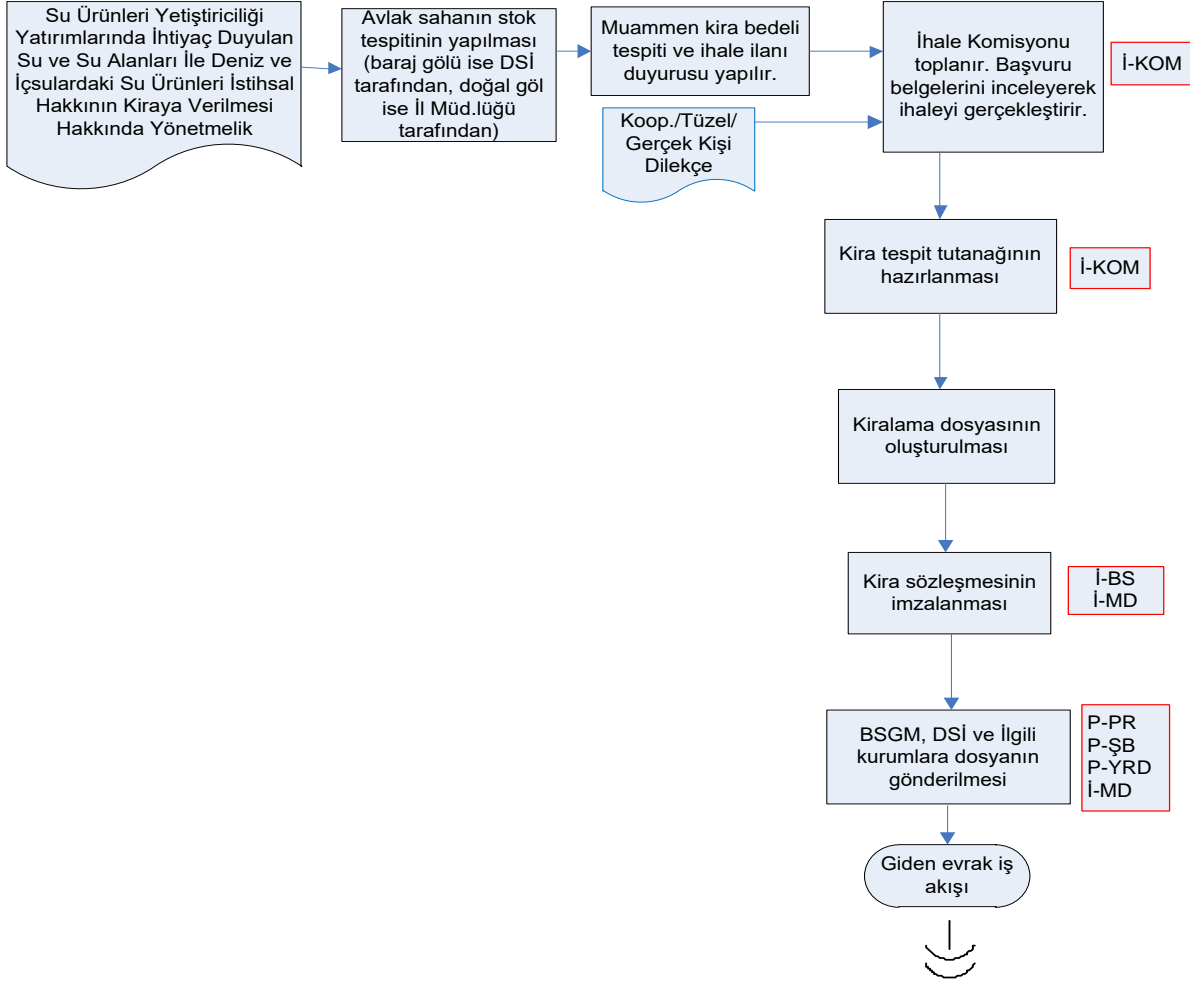 Su Ürünleri Yetiştiriciliği
Yatırımlarında İhtiyaç Duyulan
Su ve Su Alanları İle Deniz ve
İçsulardaki Su Ürünleri İstihsal
Hakkının Kiraya Verilmesi
Hakkında Yönetmelik
Avlak sahanın stok
tespitinin yapılması
(baraj gölü ise DSİ
tarafından, doğal göl
ise İl Müd.lüğü
tarafından)
Muammen kira bedeli
tespiti ve ihale ilanı
duyurusu yapılır.
Koop./Tüzel/
Gerçek Kişi
Dilekçe
İhale Komisyonu
toplanır. Başvuru
belgelerini inceleyerek
ihaleyi gerçekleştirir.
İ-KOM
Kira tespit tutanağının
hazırlanması
İ-KOM
Kiralama dosyasının
oluşturulması
Kira sözleşmesinin
imzalanması
İ-BS
İ-MD
BSGM, DSİ ve İlgili
kurumlara dosyanın
gönderilmesi
P-PR
P-ŞB
P-YRD
İ-MD
Giden evrak iş
akışı